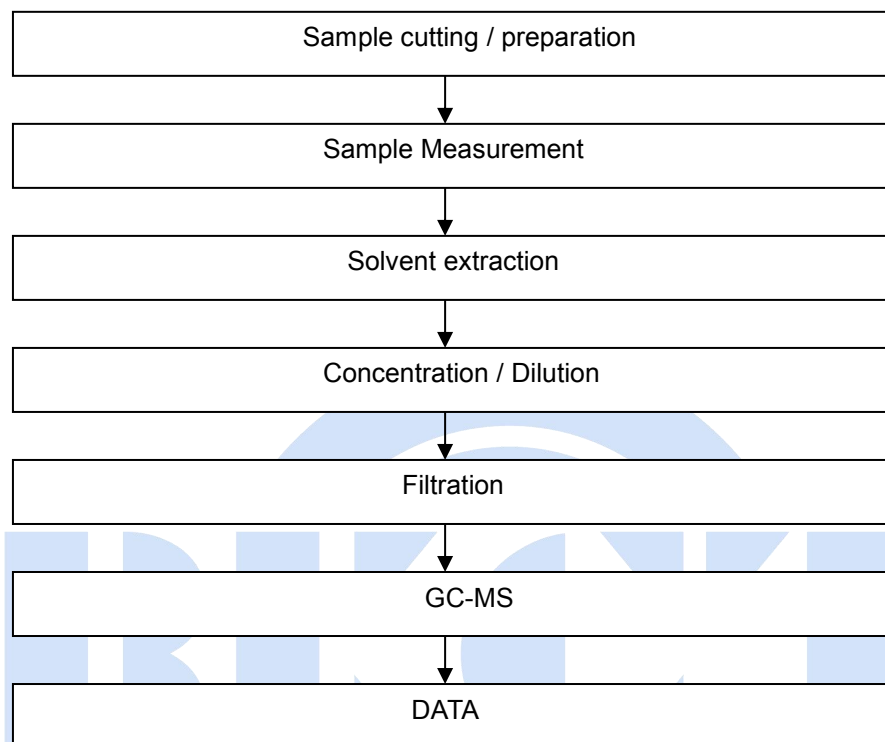 Sample cutting / preparation
Sample Measurement
Solvent extraction
Concentration / Dilution
Filtration
GC-MS
DATA